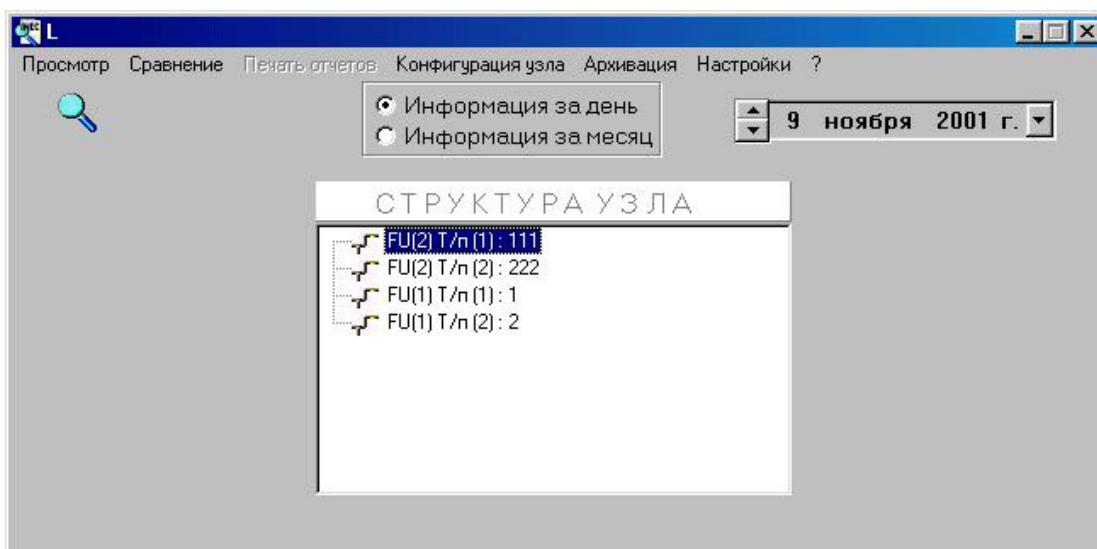 L
Просмотр Сравнение Печать отчетов Конфигурация узла Архивация Настройки ?
Информация за день
Информация за месяц
9 ноября 2001 г.
СТРУКТУРА УЗЛА
FU(2) Т/п (1) : 111
FU(2) Т/п (2) : 222
FU(1) Т/п (1) : 1
FU(1) Т/п (2) : 2